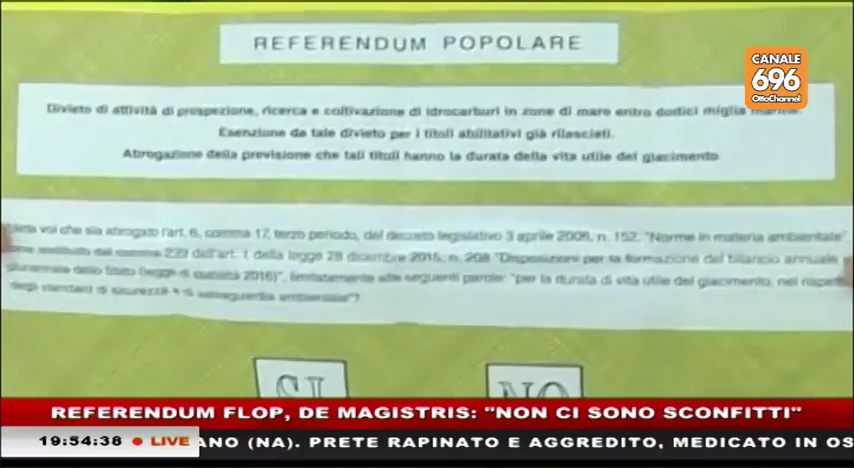 REFERENDUM POPOLARE
CANALE
696
OttoChannel
Divieto di attività di prospezione, ricerca e coltivazione di idrocarburi in zone di mare entro dodici miglia marine.
Esenzione da tale divieto per i titoli abilitativi già rilasciati.
Abrogazione della previsione che tali titoli hanno la durata della vita utile del giacimento
voi che sia abrogato l'art. 6, comma 17, terzo periodo, del decreto legislativo 3 aprile 2006, n. 152, "Norme in materia ambientale"
come sostituito dal comma 239 dell'art. 1 della legge 28 dicembre 2015, n. 208 "Disposizioni per la formazione del bilancio annuale
pluriennale dello Stato (legge di stabilità 2016)", limitatamente alle seguenti parole: "per la durata di vita utile del giacimento, nel
degli standard di sicurezza e di salvaguardia ambientale"?
SI NO
REFERENDUM FLOP, DE MAGISTRIS: "NON CI SONO SCONFITTI"
19:54:38 LIVE ANO (NA). PRETE RAPINATO E AGGREDITO, MEDICATO IN OS